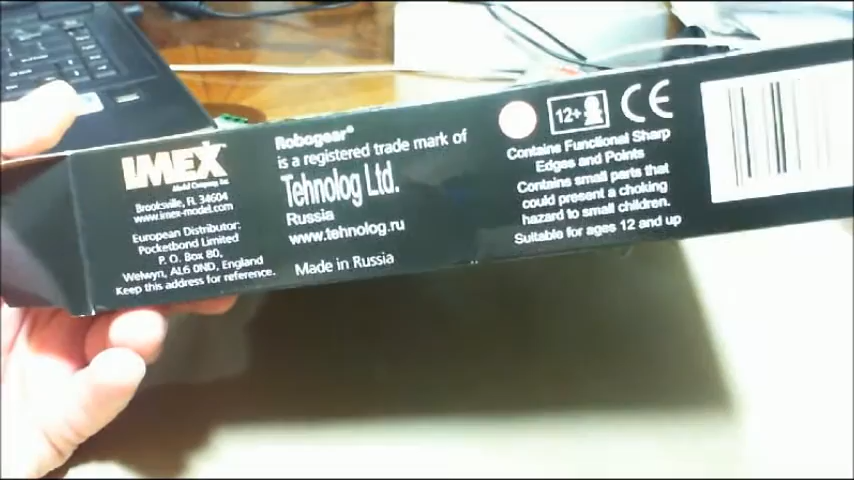 IMEX
Model Company, Inc
Brooksville, Fl. 34604
www.imex-model.com
European Distributor:
Pocketbond Limited
P. O. Box 80,
Welwyn, AL6 0ND, England
Keep this address for reference.
Robogear®
is a registered trade mark of
Tehnolog Ltd.
Russia
www.tehnolog.ru
Made in Russia
12+
CE
Contains Functional Sharp
Edges and Points
Contains small parts that
could present a choking
hazard to small children.
Suitable for ages 12 and up